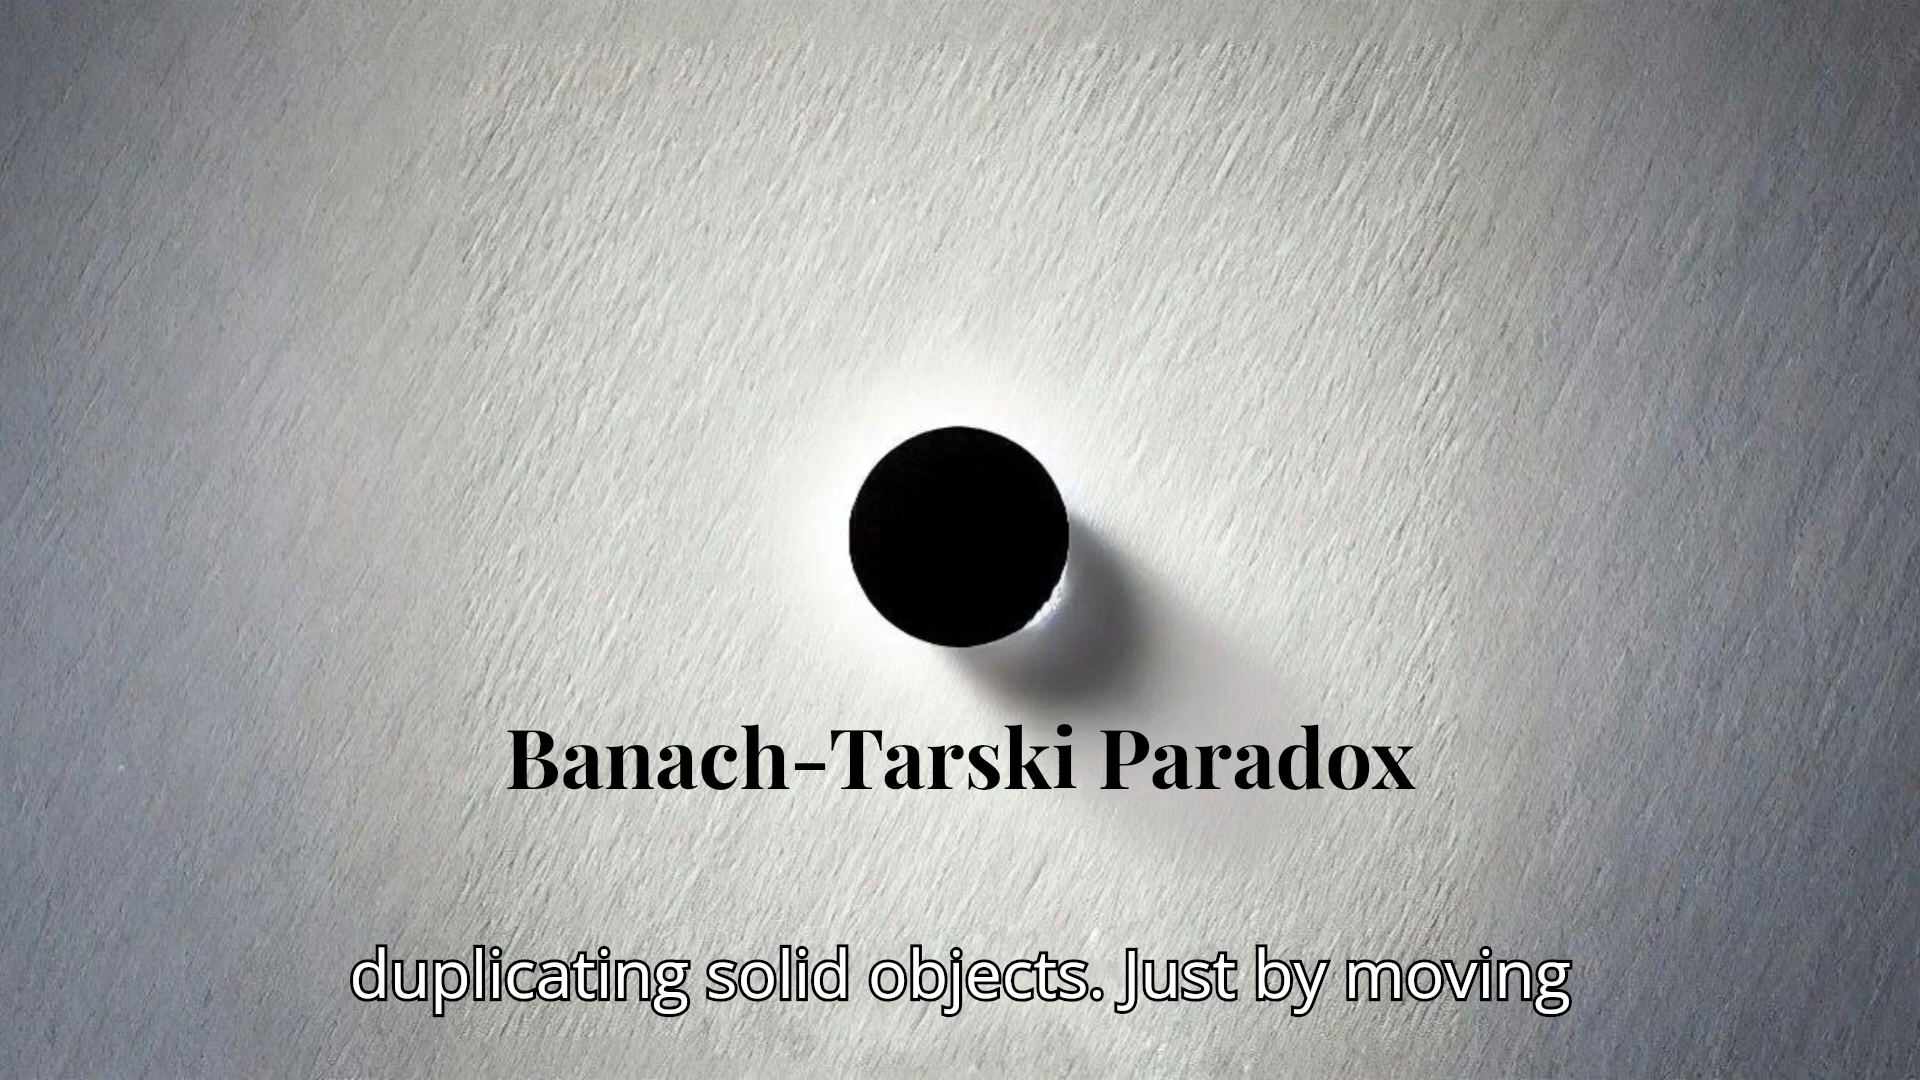 Banach-Tarski Paradox
duplicating solid objects. Just by moving